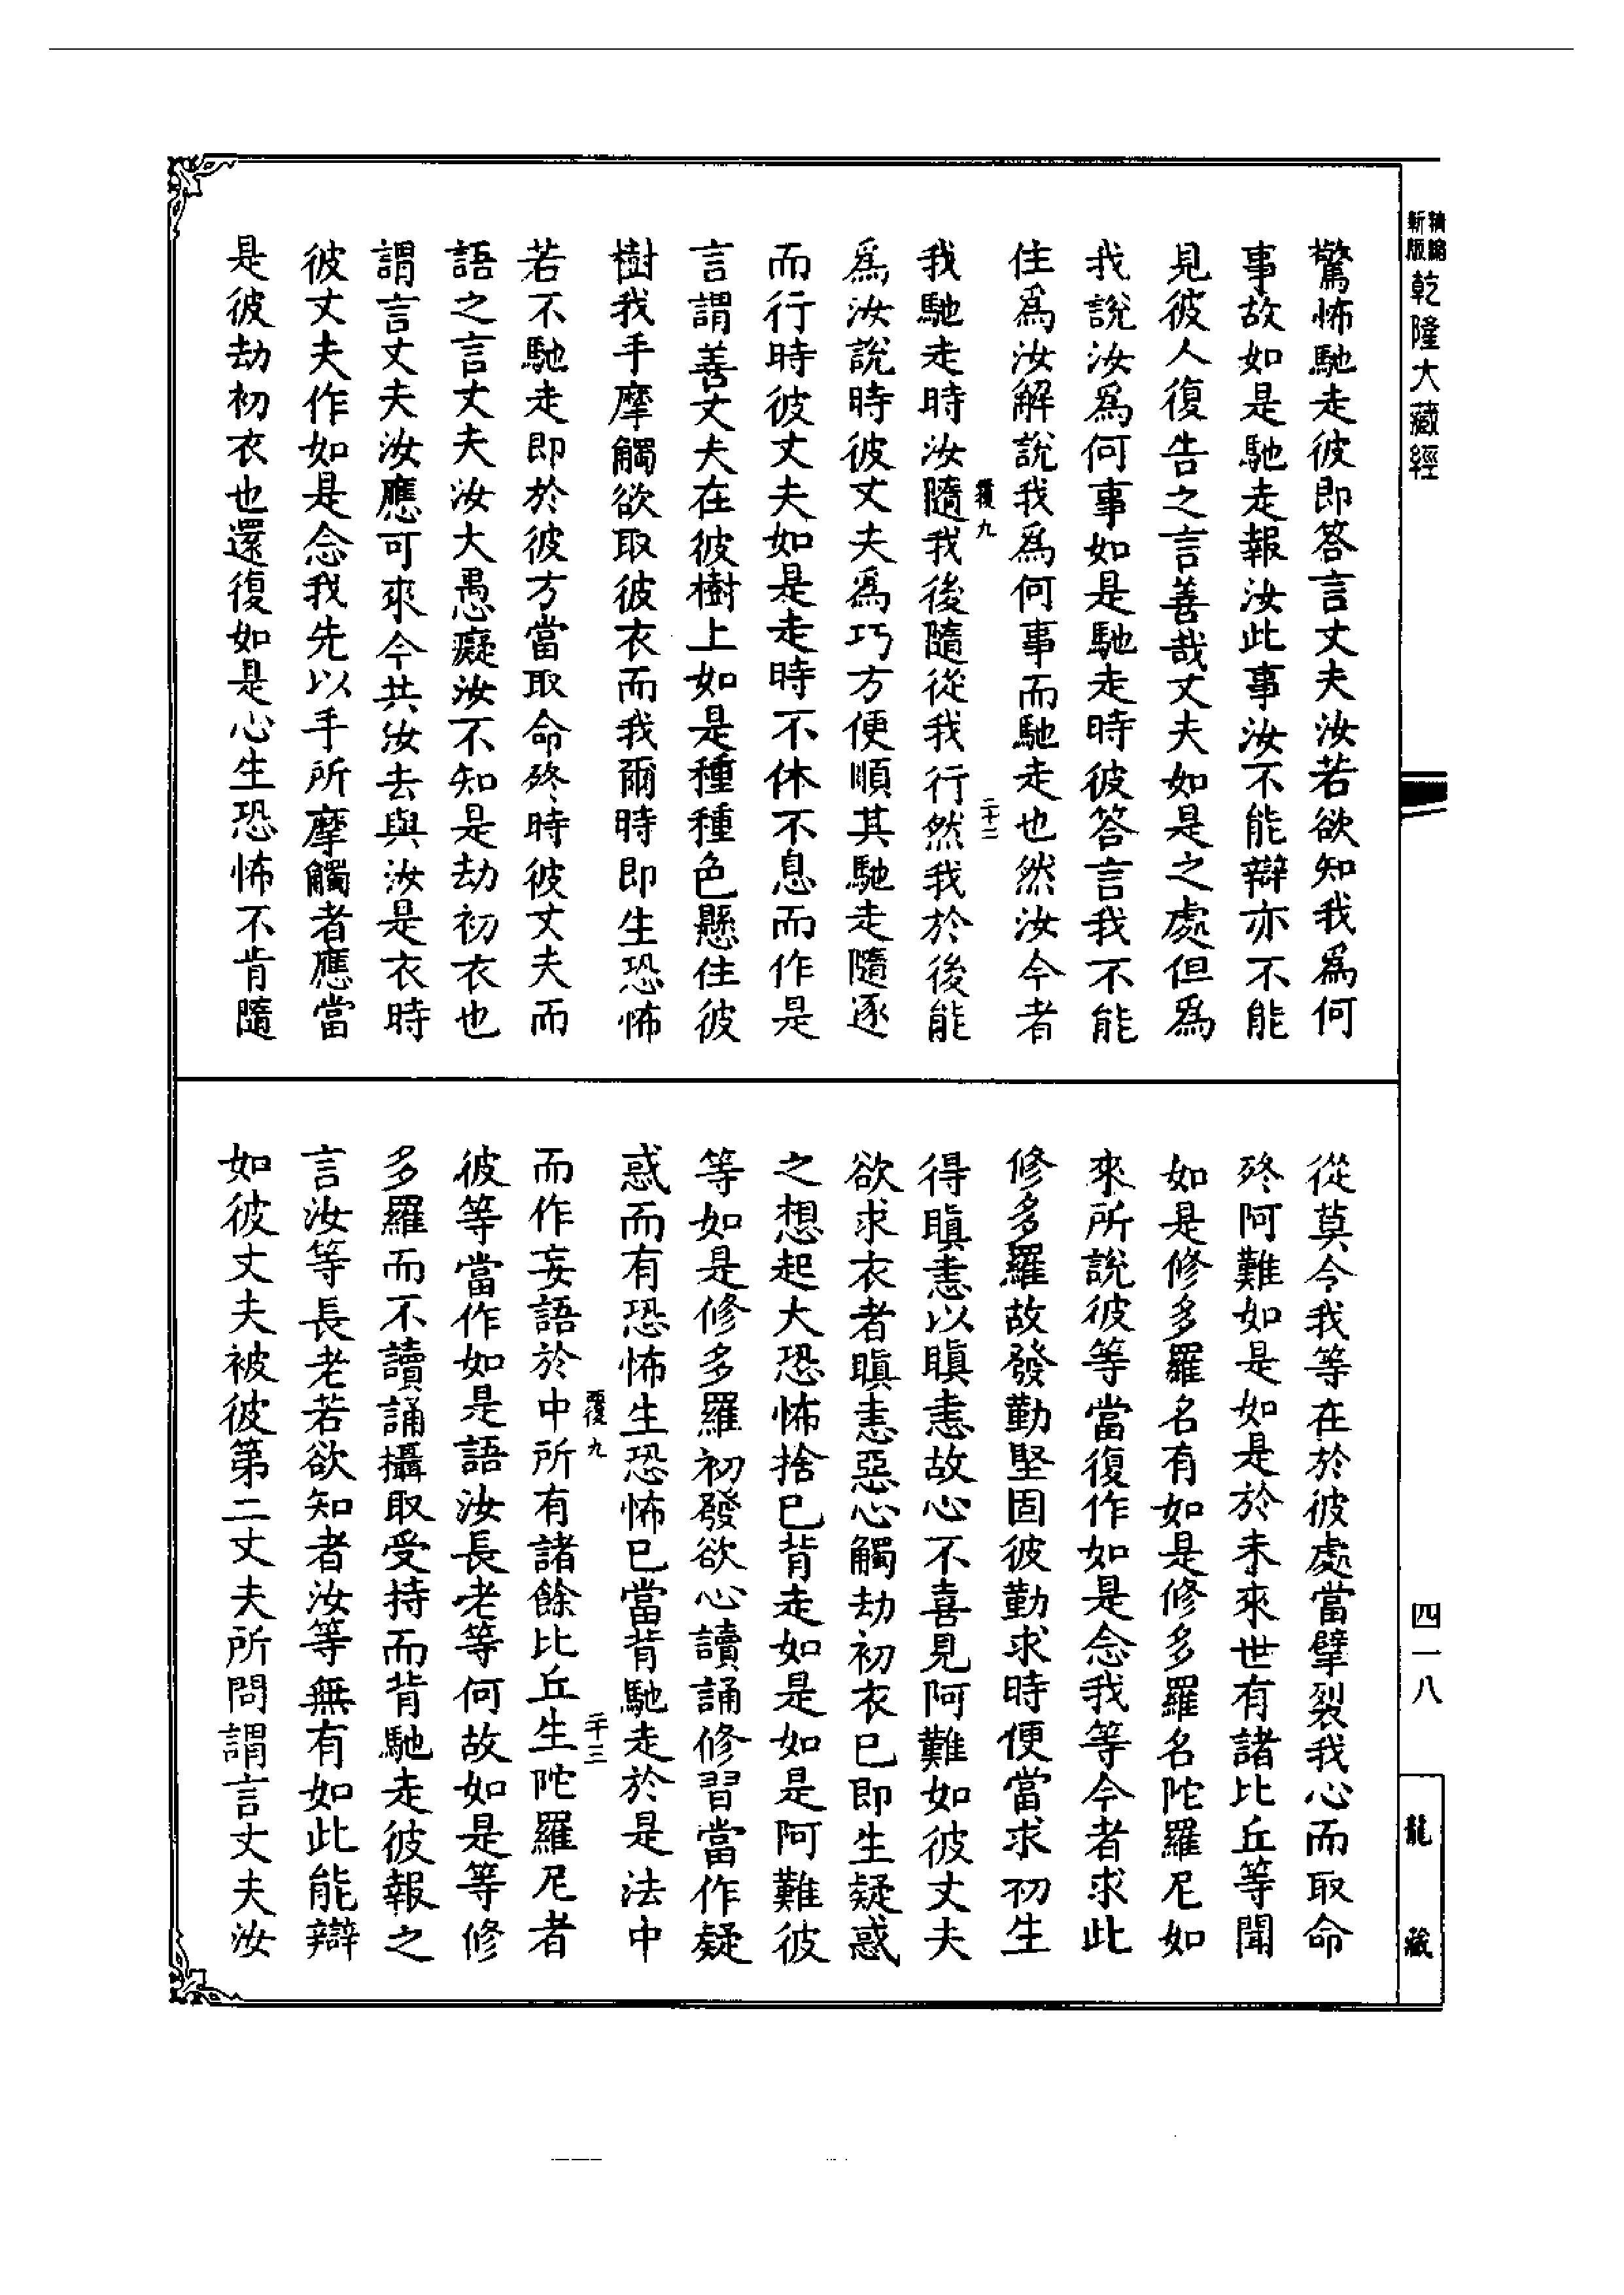 新版精編乾隆大藏經
驚怖馳走彼即答言丈夫汝若欲知我爲何
事故如是馳走報汝此事汝不能辯亦不能
見彼人復告之言善哉丈夫如是之處但爲
我說汝爲何事如是馳走時彼答言我不能
住爲汝解說我爲何事而馳走也然汝今者
覆九
二十二
我馳走時汝隨我後隨從我行然我於後能
爲汝說時彼丈夫爲巧方便順其馳走隨逐
而行時彼丈夫如是走時不休不息而作是
言謂善丈夫在彼樹上如是種種色懸住彼
樹我手摩觸欲取彼衣而我爾時即生恐怖
若不馳走即於彼方當取命終時彼丈夫而
語之言丈夫汝大愚癡汝不知是劫初衣也
謂言丈夫汝應可來今共汝去與汝是衣時
彼丈夫作如是念我先以手所摩觸者應當
是彼劫初衣也還復如是心生恐怖不肯隨
從莫令我等在於彼處當擘裂我心而取命
終阿難如是如是於未來世有諸比丘等聞
如是修多羅名有如是修多羅名陀羅尼如
來所說彼等當復作如是念我等今者求此
修多羅故發勤堅固彼勤求時便當求初生
得瞋恚以瞋恚故心不喜見阿難如彼丈夫
欲求衣者瞋恚惡心觸劫初衣已即生疑惑
之想起大恐怖捨已背走如是如是阿難彼
等如是修多羅初發欲心讀誦修習當作疑
惑而有恐怖生恐怖已當背馳走於是法中
覆九
二十三
而作妄語於中所有諸餘比丘生陀羅尼者
彼等當作如是語汝長老等何故如是等修
多羅而不讀誦攝取受持而背馳走彼報之
言汝等長老若欲知者汝等無有如此能辯
如彼丈夫被彼第二丈夫所問謂言丈夫汝
四一八
龍藏